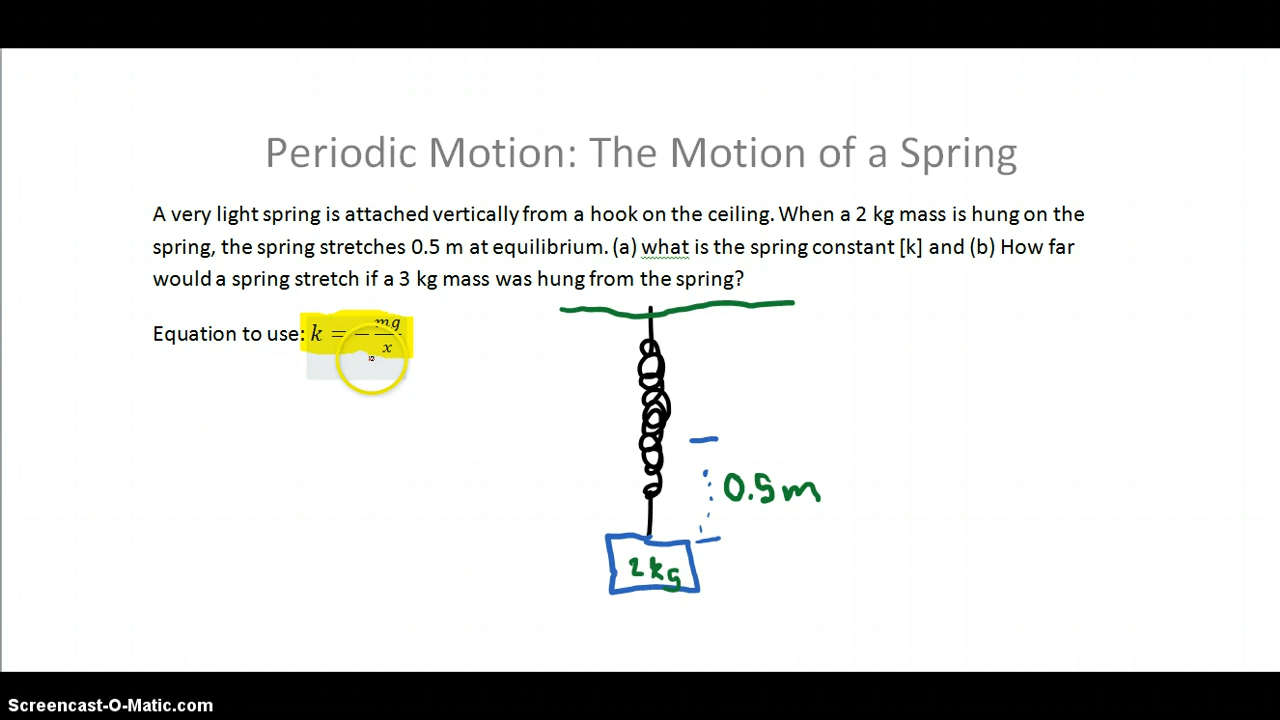 Periodic Motion: The Motion of a Spring
A very light spring is attached vertically from a hook on the ceiling. When a 2 kg mass is hung on the
spring, the spring stretches 0.5 m at equilibrium. (a) what is the spring constant [k] and (b) How far
would a spring stretch if a 3 kg mass was hung from the spring?
Equation to use: k = − mg/x
0.5 m
2 kg
Screencast-O-Matic.com